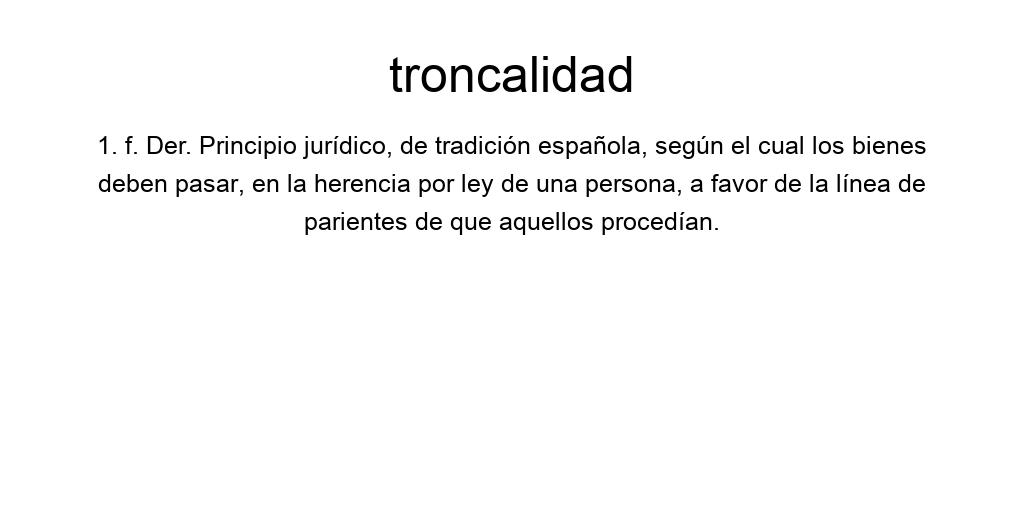 troncalidad
1. f. Der. Principio jurídico, de tradición española, según el cual los bienes
deben pasar, en la herencia por ley de una persona, a favor de la línea de
parientes de que aquellos procedían.